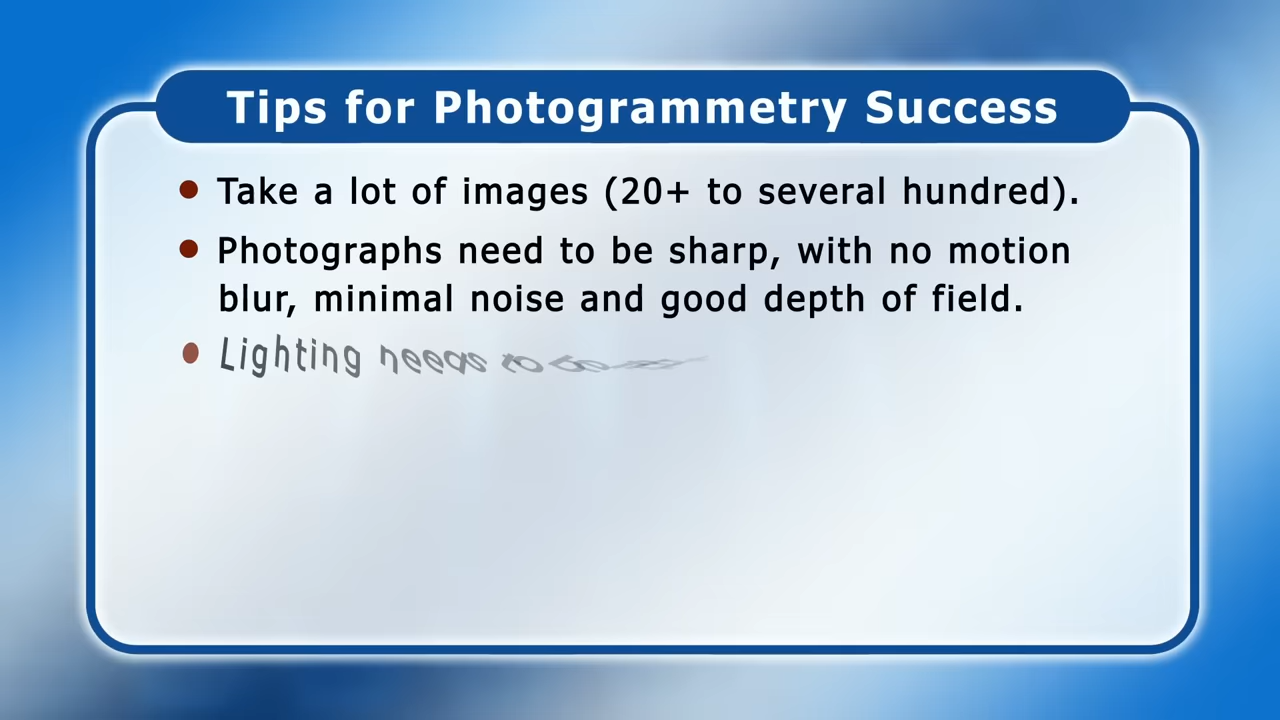 Tips for Photogrammetry Success
• Take a lot of images (20+ to several hundred).
• Photographs need to be sharp, with no motion
blur, minimal noise and good depth of field.
• Lighting needs to be